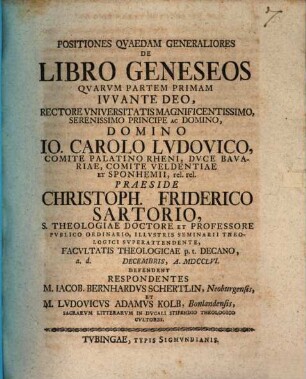 POSITIONES QVAEDAM GENERALIORES
DE
LIBRO GENESEOS
QVARVM PARTEM PRIMAM
IVVANTE DEO,
RECTORE VNIVERSITATIS MAGNIFICENTISSIMO,
SERENISSIMO PRINCIPE AC DOMINO,
DOMINO
IO. CAROLO LVDOVICO,
COMITE PALATINO RHENI, DVCE BAVA-
RIAE, COMITE VELDENTIAE
ET SPONHEMII, rel. rel.
PRAESIDE
CHRISTOPH. FRIDERICO
SARTORIO,
S. THEOLOGIAE DOCTORE ET PROFESSORE
PVBLICO ORDINARIO, ILLVSTRIS SEMINARII THEO-
LOGICI SVPERATTENDENTE,
FACVLTATIS THEOLOGICAE p. t. DECANO,
a. d. DECEMBRIS, A. MDCCLVI.
DEFENDENT
RESPONDENTES
M. IACOB. BERNHARDVS SCHERTLIN, Neoburgensis,
ET
M. LVDOVICVS ADAMVS KOLB, Bonlandensis,
SACRARVM LITTERARVM IN DVCALI STIPENDIO THEOLOGICO
CVLTORES.
TVBINGAE, TYPIS SIGMVNDIANIS.